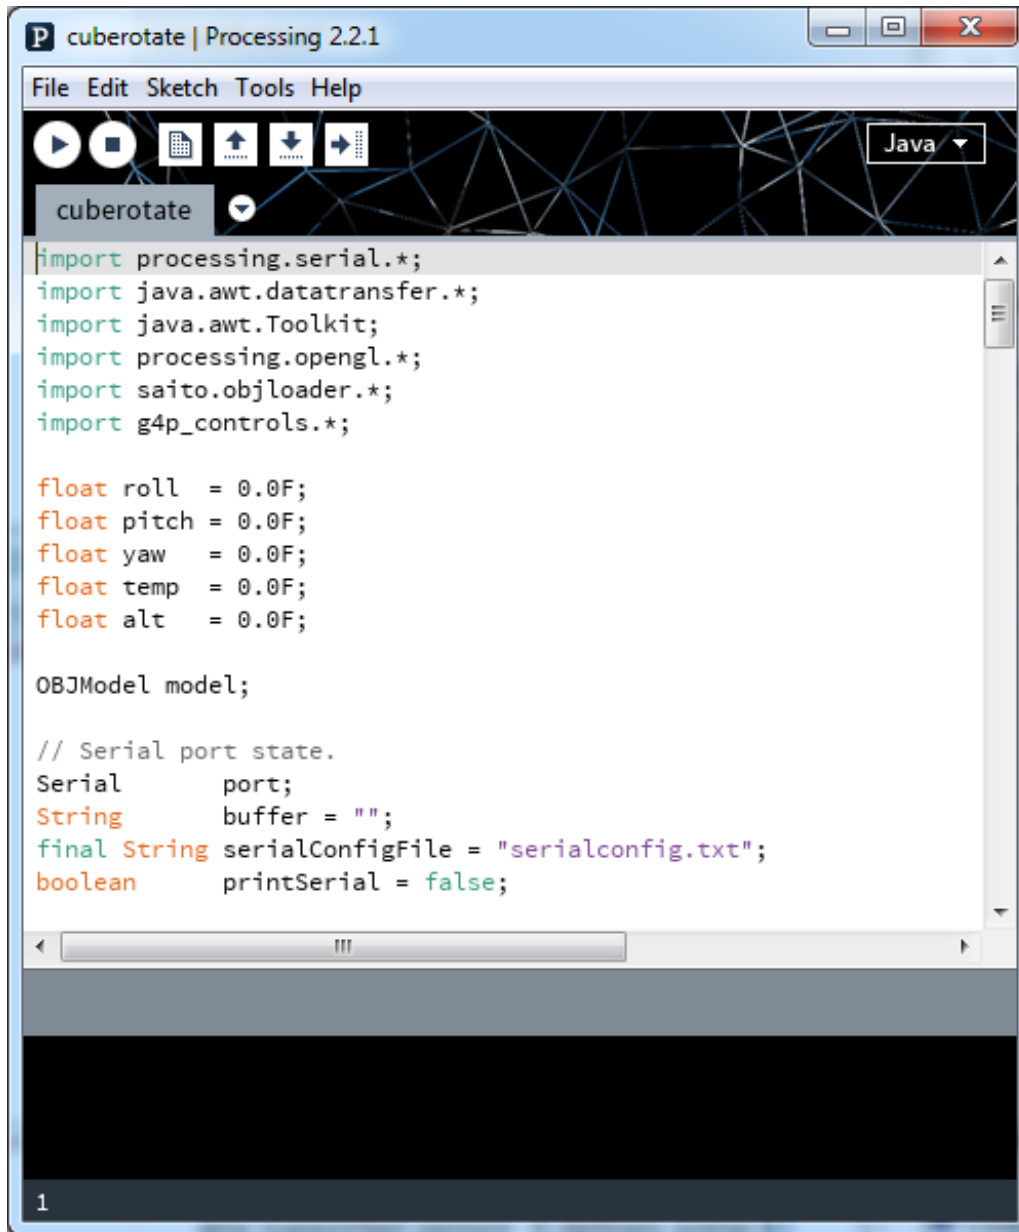 cuberotate | Processing 2.2.1
File Edit Sketch Tools Help
Java
cuberotate
import processing.serial.*;
import java.awt.datatransfer.*;
import java.awt.Toolkit;
import processing.opengl.*;
import saito.objloader.*;
import g4p_controls.*;

float roll  = 0.0F;
float pitch = 0.0F;
float yaw   = 0.0F;
float temp  = 0.0F;
float alt   = 0.0F;

OBJModel model;

// Serial port state.
Serial       port;
String       buffer = "";
final String serialConfigFile = "serialconfig.txt";
boolean      printSerial = false;
1